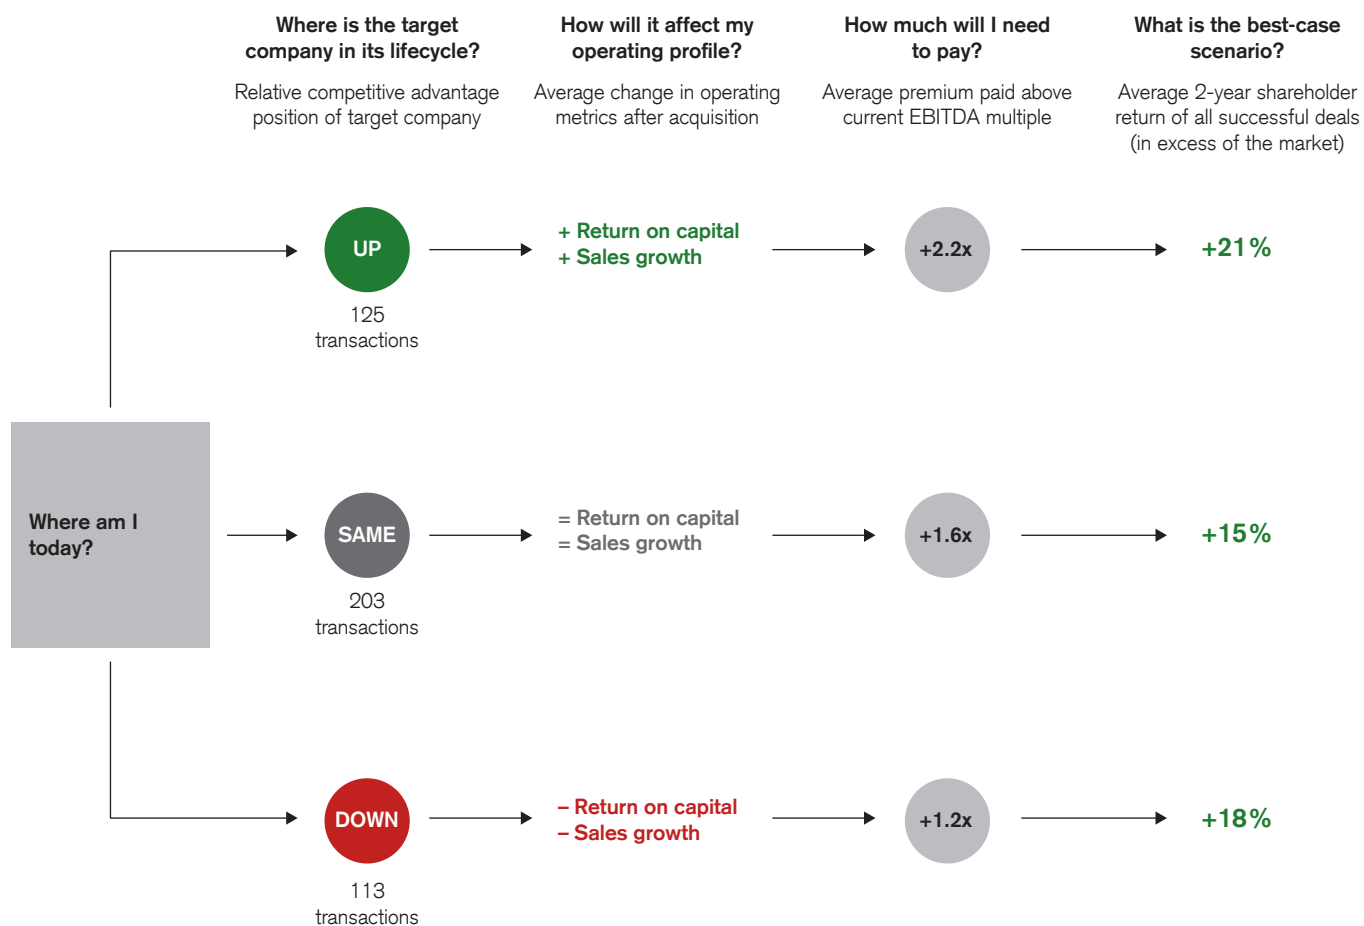 Where is the target
company in its lifecycle?
Relative competitive advantage
position of target company
How will it affect my
operating profile?
Average change in operating
metrics after acquisition
How much will I need
to pay?
Average premium paid above
current EBITDA multiple
What is the best-case
scenario?
Average 2-year shareholder
return of all successful deals
(in excess of the market)
UP
125
transactions
+ Return on capital
+ Sales growth
+2.2x
+21%
Where am I
today?
SAME
203
transactions
= Return on capital
= Sales growth
+1.6x
+15%
DOWN
113
transactions
– Return on capital
– Sales growth
+1.2x
+18%